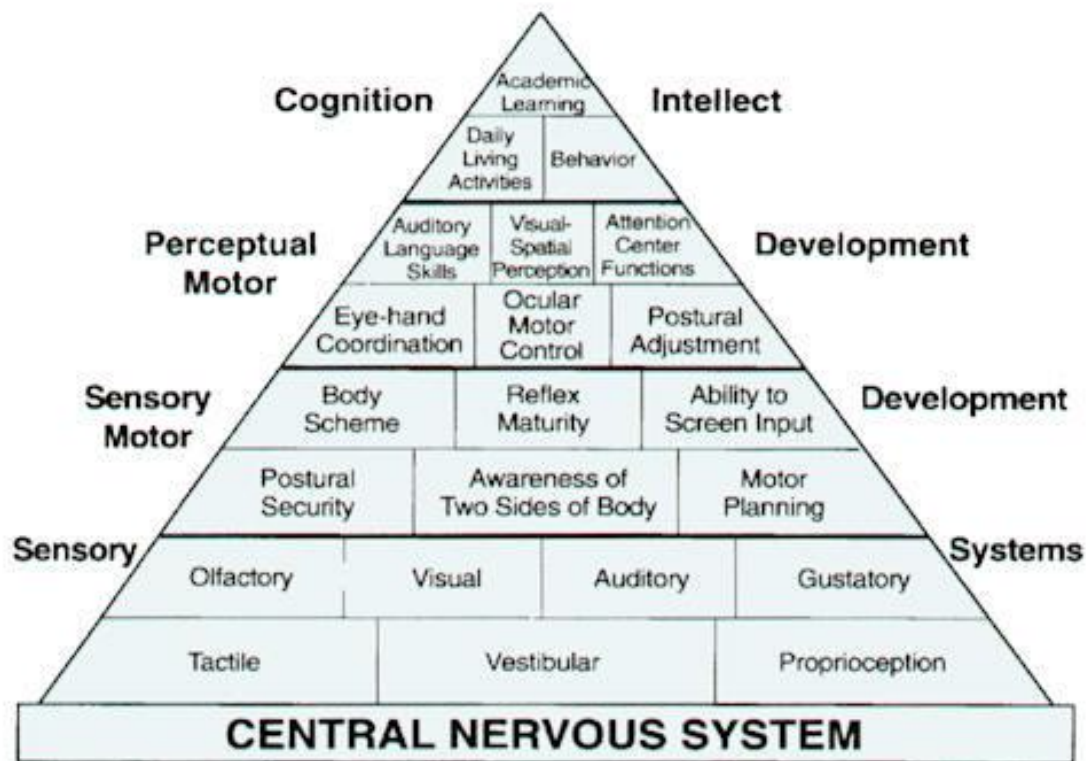 Academic
Learning
Cognition
Intellect
Daily
Living
Activities
Behavior
Auditory
Language
Skills
Visual-
Spatial
Perception
Attention
Center
Functions
Perceptual
Motor
Development
Eye-hand
Coordination
Ocular
Motor
Control
Postural
Adjustment
Sensory
Motor
Development
Body
Scheme
Reflex
Maturity
Ability to
Screen Input
Postural
Security
Awareness of
Two Sides of Body
Motor
Planning
Sensory
Systems
Olfactory
Visual
Auditory
Gustatory
Tactile
Vestibular
Proprioception
CENTRAL NERVOUS SYSTEM